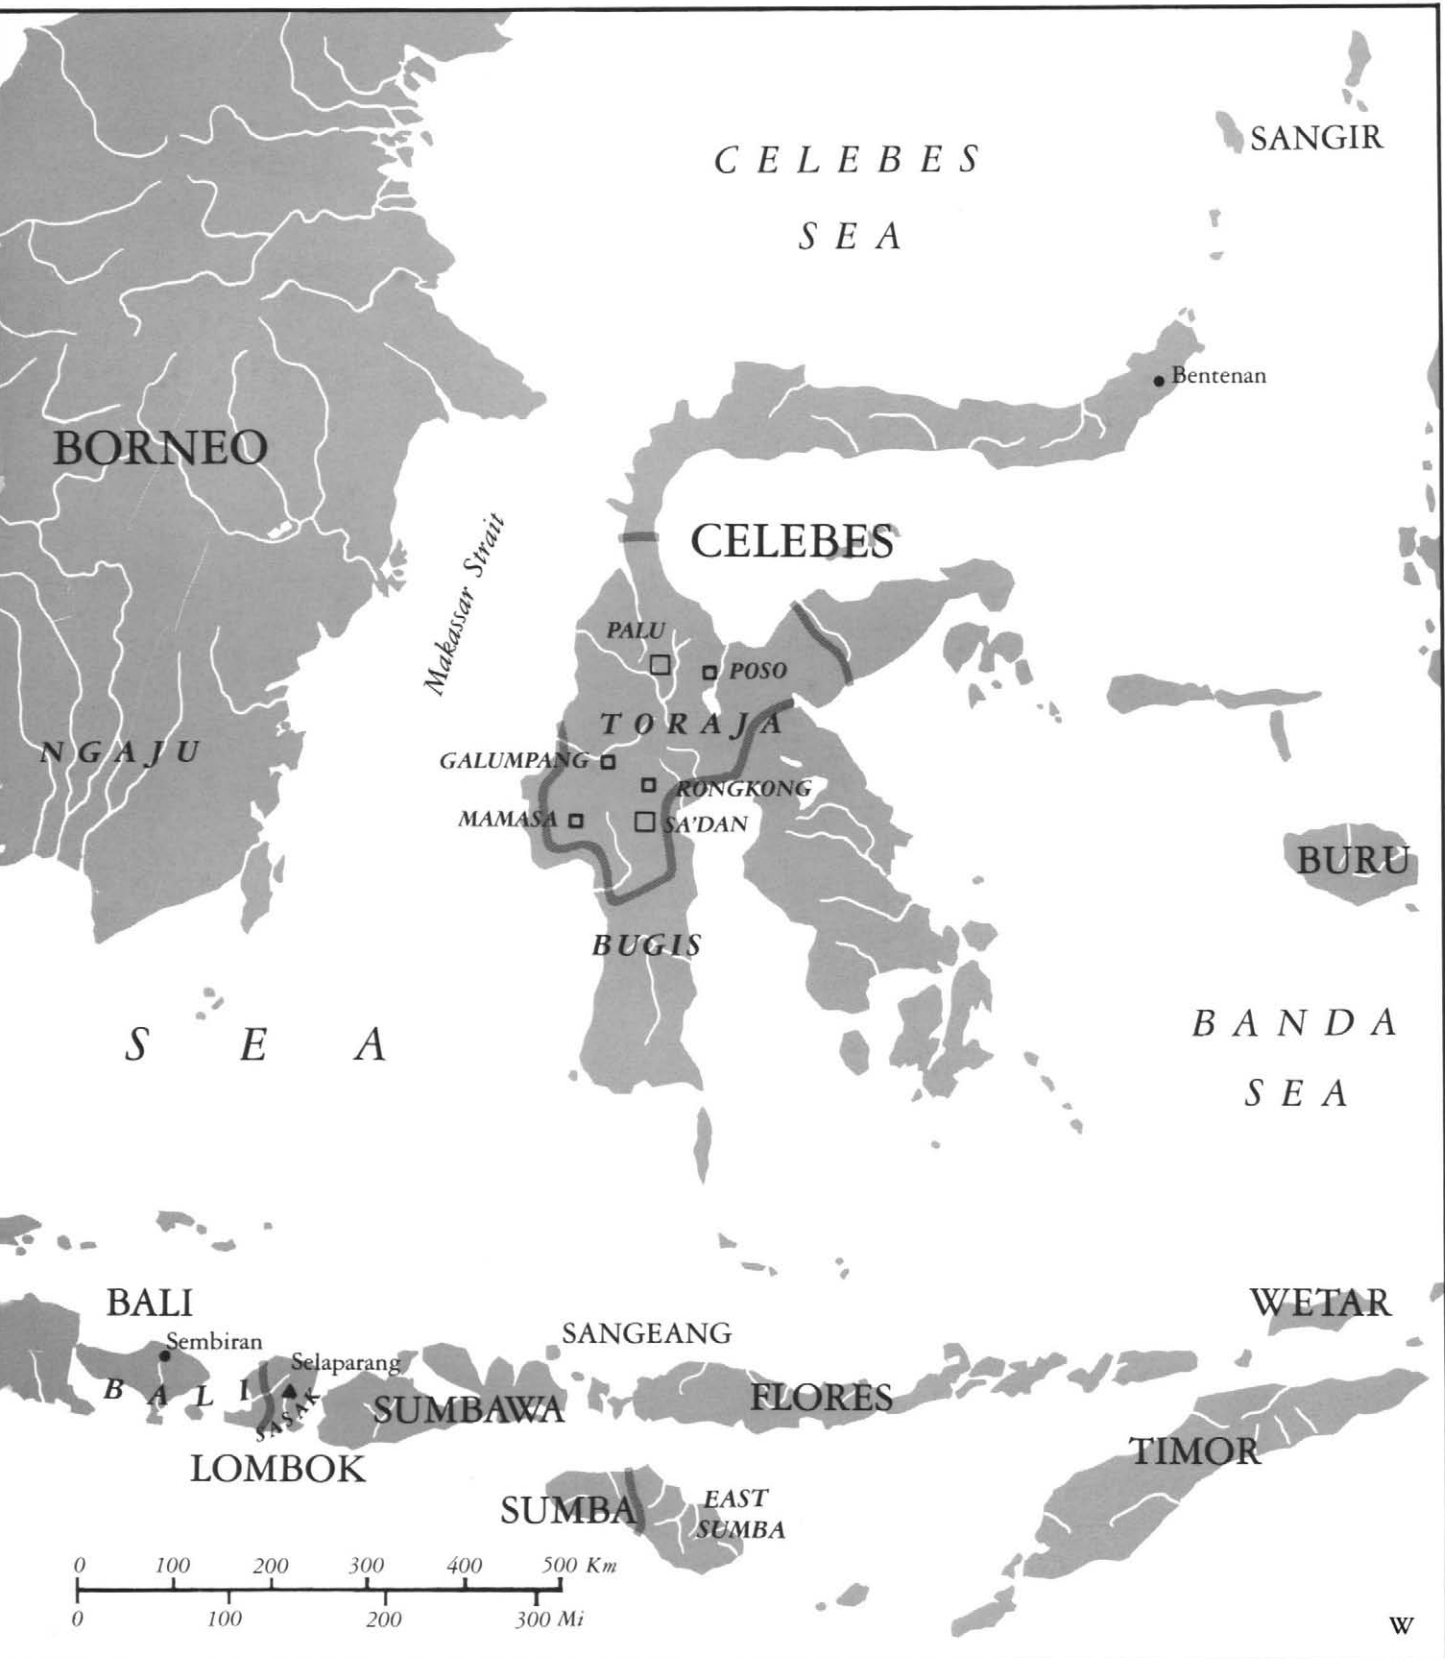 SANGIR
CELEBES
SEA
Bentenan
BORNEO
Makassar Strait
CELEBES
PALU
POSO
TORAJA
NGAJU
GALUMPANG
RONGKONG
MAMASA
SA'DAN
BURU
BUGIS
SEA
BANDA
SEA
BALI
Sembiran
SANGEANG
WETAR
Selaparang
BALI
SASAK
SUMBAWA
FLORES
LOMBOK
TIMOR
SUMBA
EAST
SUMBA
0 100 200 300 400 500 Km
0 100 200 300 Mi
W